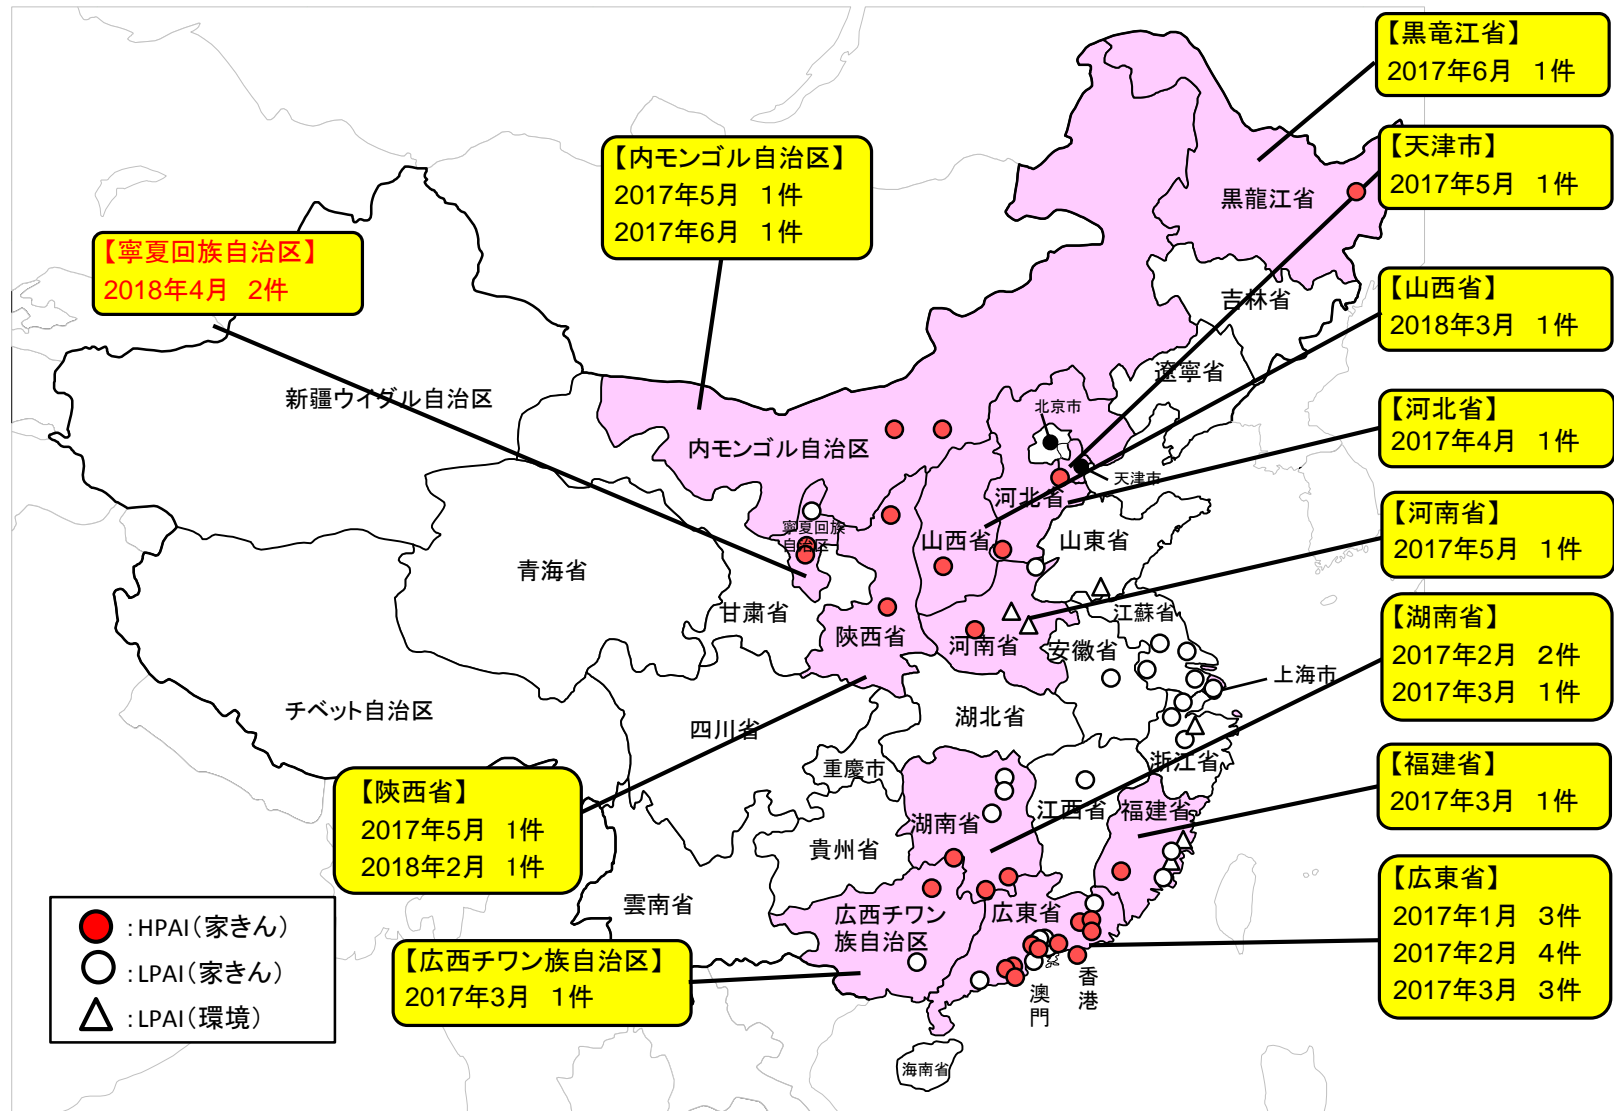 【黒竜江省】
2017年6月　1件
【天津市】
2017年5月　1件
【内モンゴル自治区】
2017年5月　1件
2017年6月　1件
【寧夏回族自治区】
2018年4月　2件
【山西省】
2018年3月　1件
【河北省】
2017年4月　1件
【河南省】
2017年5月　1件
【湖南省】
2017年2月　2件
2017年3月　1件
【福建省】
2017年3月　1件
【広東省】
2017年1月　3件
2017年2月　4件
2017年3月　3件
【陝西省】
2017年5月　1件
2018年2月　1件
【広西チワン族自治区】
2017年3月　1件
黒龍江省
吉林省
遼寧省
北京市
天津市
新疆ウイグル自治区
内モンゴル自治区
河北省
寧夏回族
自治区
山西省
山東省
青海省
甘粛省
陝西省
河南省
江蘇省
安徽省
上海市
チベット自治区
四川省
湖北省
重慶市
浙江省
湖南省
江西省
福建省
貴州省
雲南省
広西チワン
族自治区
広東省
香港
澳門
海南省
：HPAI（家きん）
：LPAI（家きん）
：LPAI（環境）